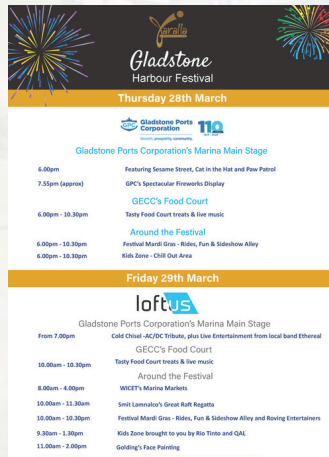 Yaralla
Gladstone
Harbour Festival
Thursday 28th March
GPC Gladstone Ports Corporation 110
Growth, prosperity, community.
Gladstone Ports Corporation's Marina Main Stage
6.00pm Featuring Sesame Street, Cat in the Hat and Paw Patrol
7.55pm (approx) GPC's Spectacular Fireworks Display
GECC's Food Court
6.00pm - 10.30pm Tasty Food Court treats & live music
Around the Festival
6.00pm - 10.30pm Festival Mardi Gras - Rides, Fun & Sideshow Alley
6.00pm - 10.30pm Kids Zone - Chill Out Area
Friday 29th March
loftus
Gladstone Ports Corporation's Marina Main Stage
From 7.00pm Cold Chisel -AC/DC Tribute, plus Live Entertainment from local band Ethereal
GECC's Food Court
10.00am - 10.30pm Tasty Food Court treats & live music
Around the Festival
8.00am - 4.00pm WICET's Marina Markets
10.00am - 11.30am Smit Lamnalco's Great Raft Regatta
10.00am - 10.30pm Festival Mardi Gras - Rides, Fun & Sideshow Alley and Roving Entertainers
9.30am - 1.30pm Kids Zone brought to you by Rio Tinto and QAL
11.00am - 2.00pm Golding's Face Painting